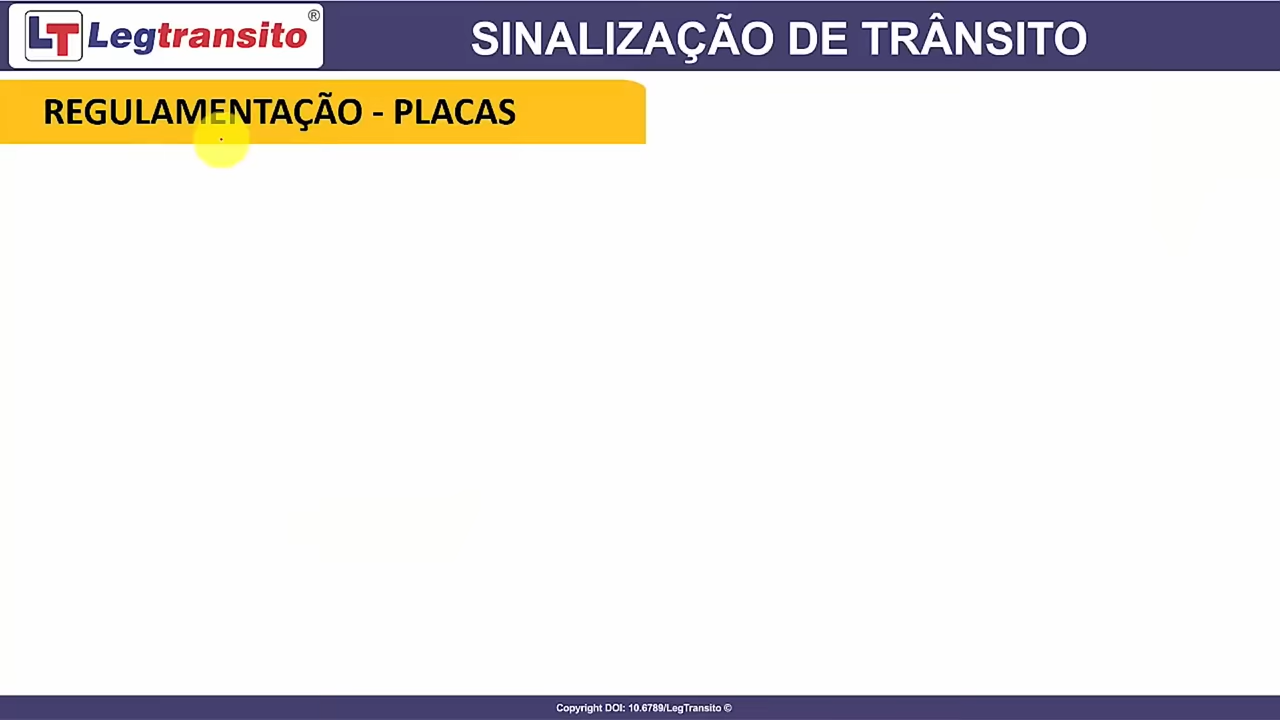 LT Legtransito ®
SINALIZAÇÃO DE TRÂNSITO
REGULAMENTAÇÃO - PLACAS
Copyright DOI: 10.6789/LegTransito ©